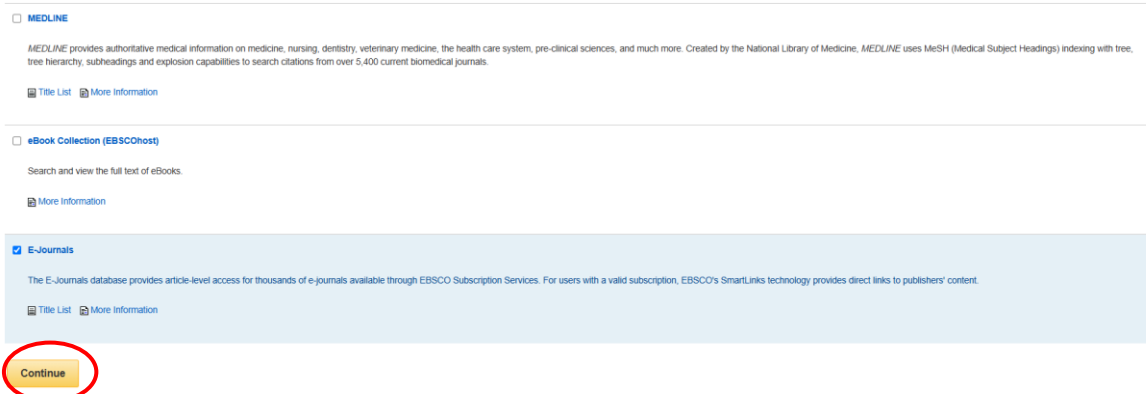 MEDLINE
MEDLINE provides authoritative medical information on medicine, nursing, dentistry, veterinary medicine, the health care system, pre-clinical sciences, and much more. Created by the National Library of Medicine, MEDLINE uses MeSH (Medical Subject Headings) indexing with tree,
tree hierarchy, subheadings and explosion capabilities to search citations from over 5,400 current biomedical journals.
Title List More Information
eBook Collection (EBSCOhost)
Search and view the full text of eBooks.
More Information
E-Journals
The E-Journals database provides article-level access for thousands of e-journals available through EBSCO Subscription Services. For users with a valid subscription, EBSCO's SmartLinks technology provides direct links to publishers' content.
Title List More Information
Continue